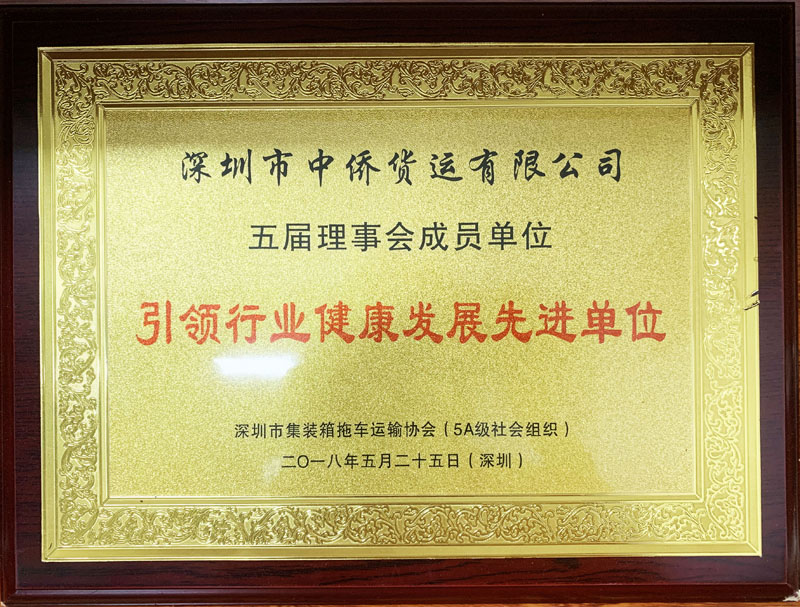 深圳市中侨货运有限公司
五届理事会成员单位
引领行业健康发展先进单位
深圳市集装箱拖车运输协会（5A级社会组织）
二〇一八年五月二十五日（深圳）